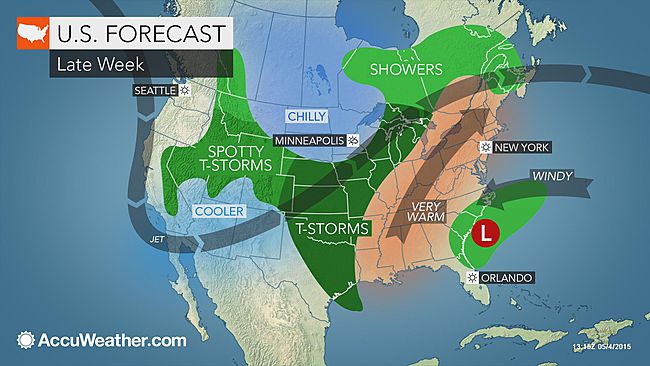 U.S. FORECAST
Late Week
SEATTLE
SHOWERS
CHILLY
MINNEAPOLIS
SPOTTY
T-STORMS
NEW YORK
WINDY
COOLER
VERY
WARM
T-STORMS
L
JET
ORLANDO
AccuWeather.com
13:15Z 05/4/2015